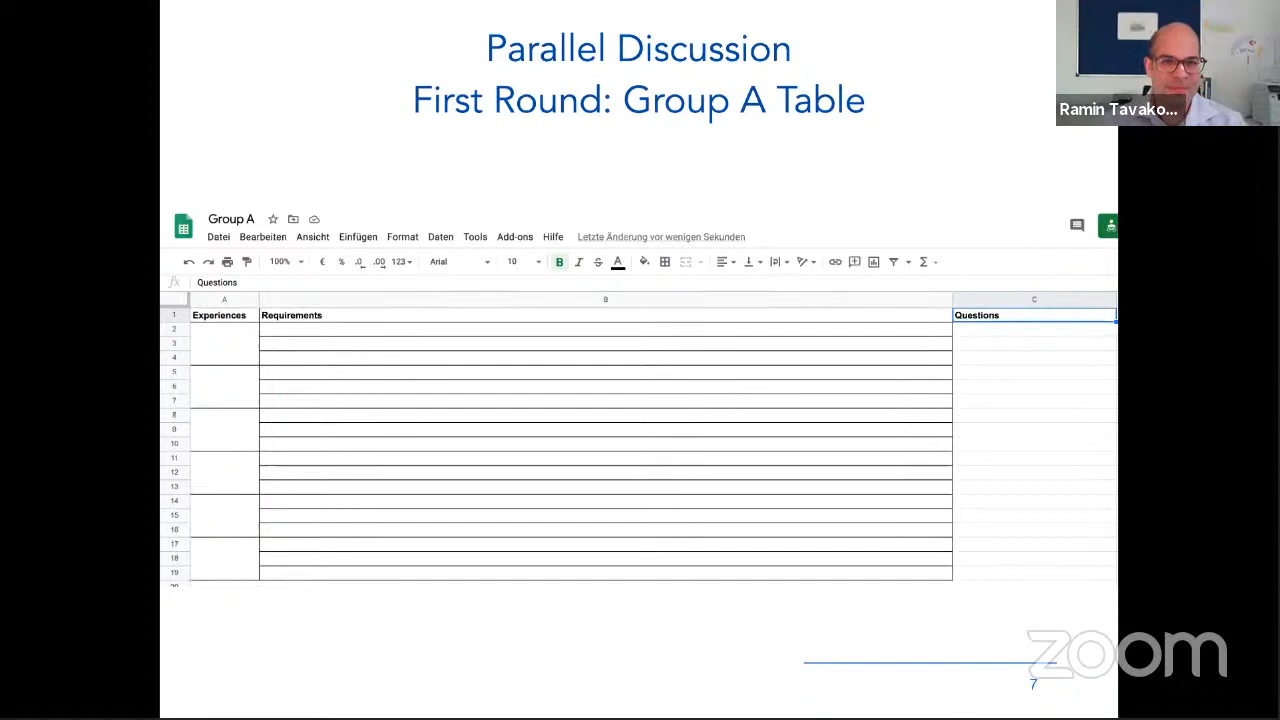 Parallel Discussion
First Round: Group A Table
Ramin Tavako...
Group A
Datei Bearbeiten Ansicht Einfügen Format Daten Tools Add-ons Hilfe Letzte Änderung vor wenigen Sekunden
100% € % .0 .00 123 Arial 10 B I S A
fx Questions
A B C
1 Experiences Requirements Questions
2
3
4
5
6
7
8
9
10
11
12
13
14
15
16
17
18
19
20
zoom
7